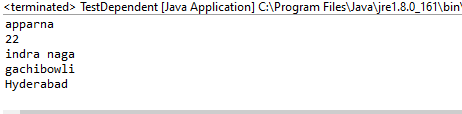 <terminated> TestDependent [Java Application] C:\Program Files\Java\jre1.8.0_161\bin\
apparna
22
indra naga
gachibowli
Hyderabad